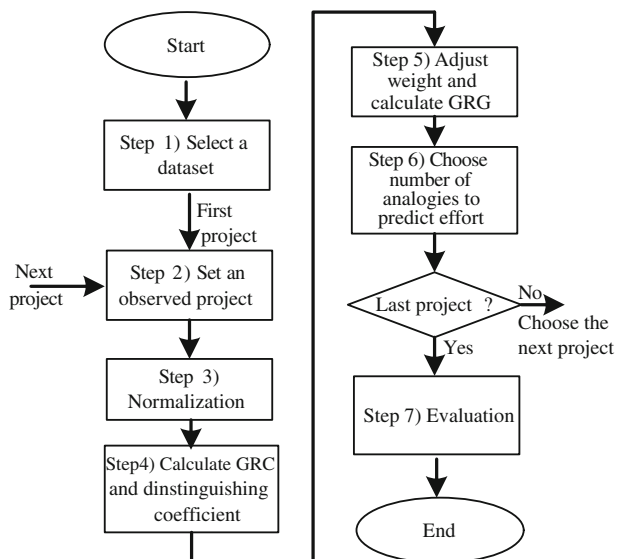 Start
Step 1) Select a
dataset
First
project
Next
project
Step 2) Set an
observed project
Step 3)
Normalization
Step4) Calculate GRC
and dinstinguishing
coefficient
Step 5) Adjust
weight and
calculate GRG
Step 6) Choose
number of
analogies to
predict effort
Last project ?
No
Choose the
next project
Yes
Step 7) Evaluation
End